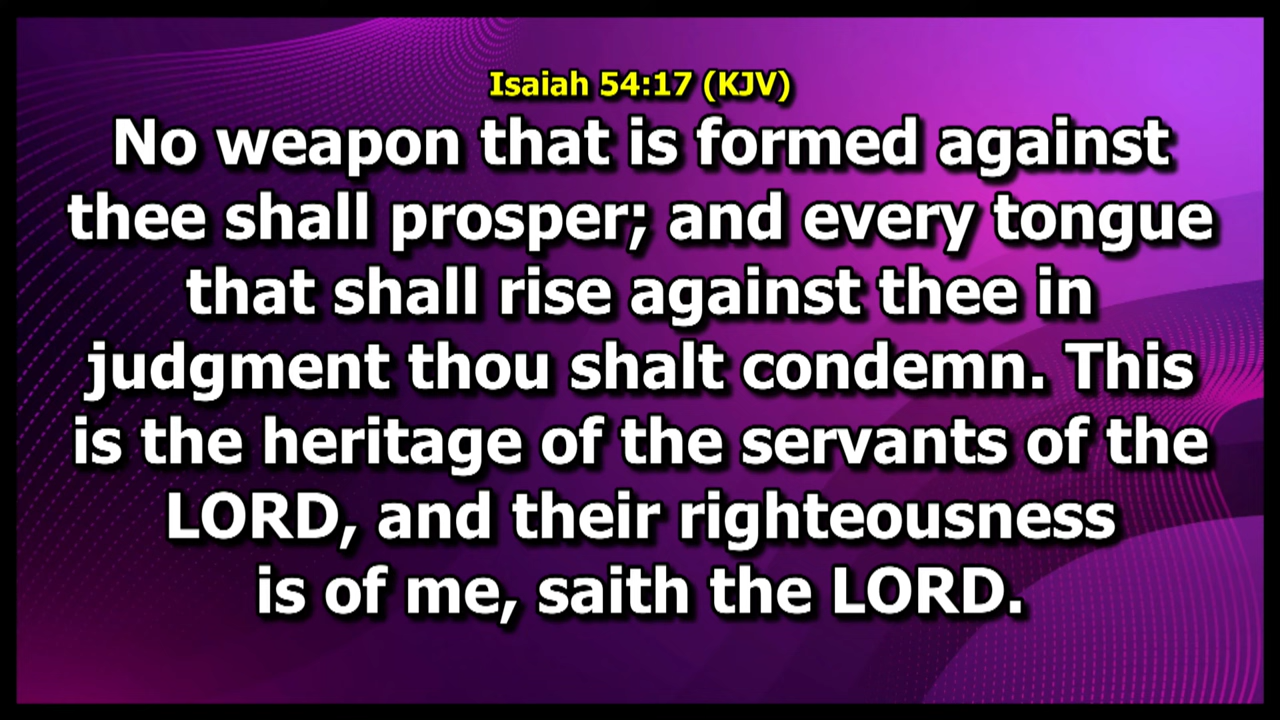 Isaiah 54:17 (KJV)
No weapon that is formed against
thee shall prosper; and every tongue
that shall rise against thee in
judgment thou shalt condemn. This
is the heritage of the servants of the
LORD, and their righteousness
is of me, saith the LORD.